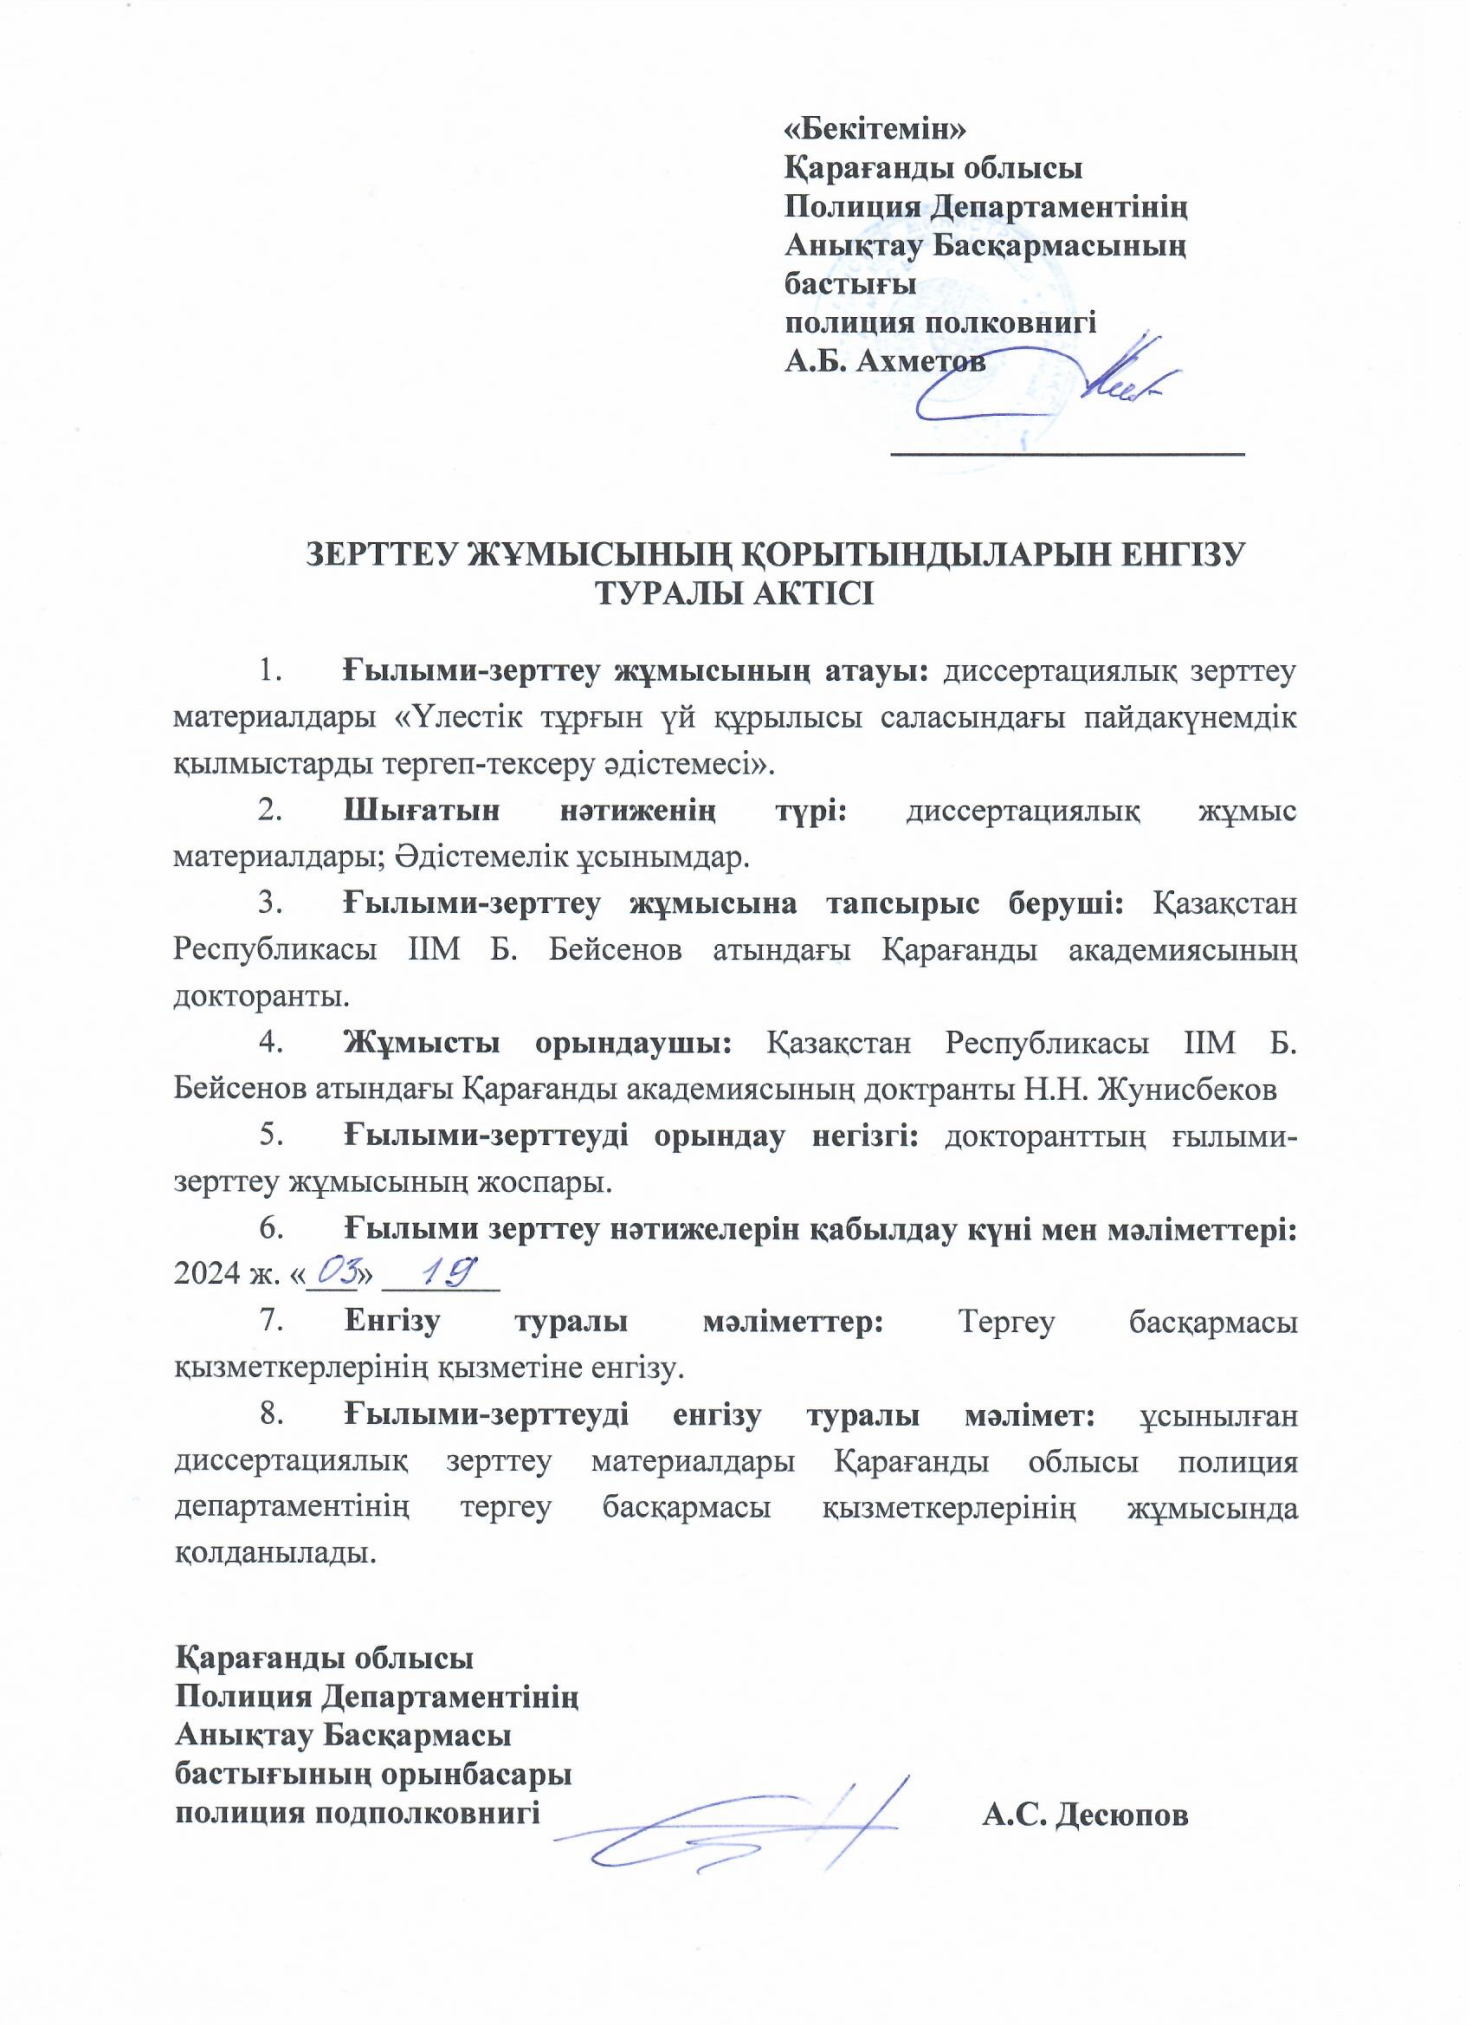 «Бекітемін»
Қарағанды облысы
Полиция Департаментінің
Анықтау Басқармасының
бастығы
полиция полковнигі
А.Б. Ахметов
ЗЕРТТЕУ ЖҰМЫСЫНЫҢ ҚОРЫТЫНДЫЛАРЫН ЕНГІЗУ
ТУРАЛЫ АКТІСІ
1. Ғылыми-зерттеу жұмысының атауы: диссертациялық зерттеу
материалдары «Үлестік тұрғын үй құрылысы саласындағы пайдакүнемдік
қылмыстарды тергеп-тексеру әдістемесі».
2. Шығатын нәтиженің түрі: диссертациялық жұмыс
материалдары; Әдістемелік ұсынымдар.
3. Ғылыми-зерттеу жұмысына тапсырыс беруші: Қазақстан
Республикасы ІІМ Б. Бейсенов атындағы Қарағанды академиясының
докторанты.
4. Жұмысты орындаушы: Қазақстан Республикасы ІІМ Б.
Бейсенов атындағы Қарағанды академиясының доктранты Н.Н. Жунисбеков
5. Ғылыми-зерттеуді орындау негізгі: докторанттың ғылыми-
зерттеу жұмысының жоспары.
6. Ғылыми зерттеу нәтижелерін қабылдау күні мен мәліметтері:
2024 ж. «03» 19
7. Енгізу туралы мәліметтер: Тергеу басқармасы
қызметкерлерінің қызметіне енгізу.
8. Ғылыми-зерттеуді енгізу туралы мәлімет: ұсынылған
диссертациялық зерттеу материалдары Қарағанды облысы полиция
департаментінің тергеу басқармасы қызметкерлерінің жұмысында
қолданылады.
Қарағанды облысы
Полиция Департаментінің
Анықтау Басқармасы
бастығының орынбасары
полиция подполковнигі А.С. Десюпов